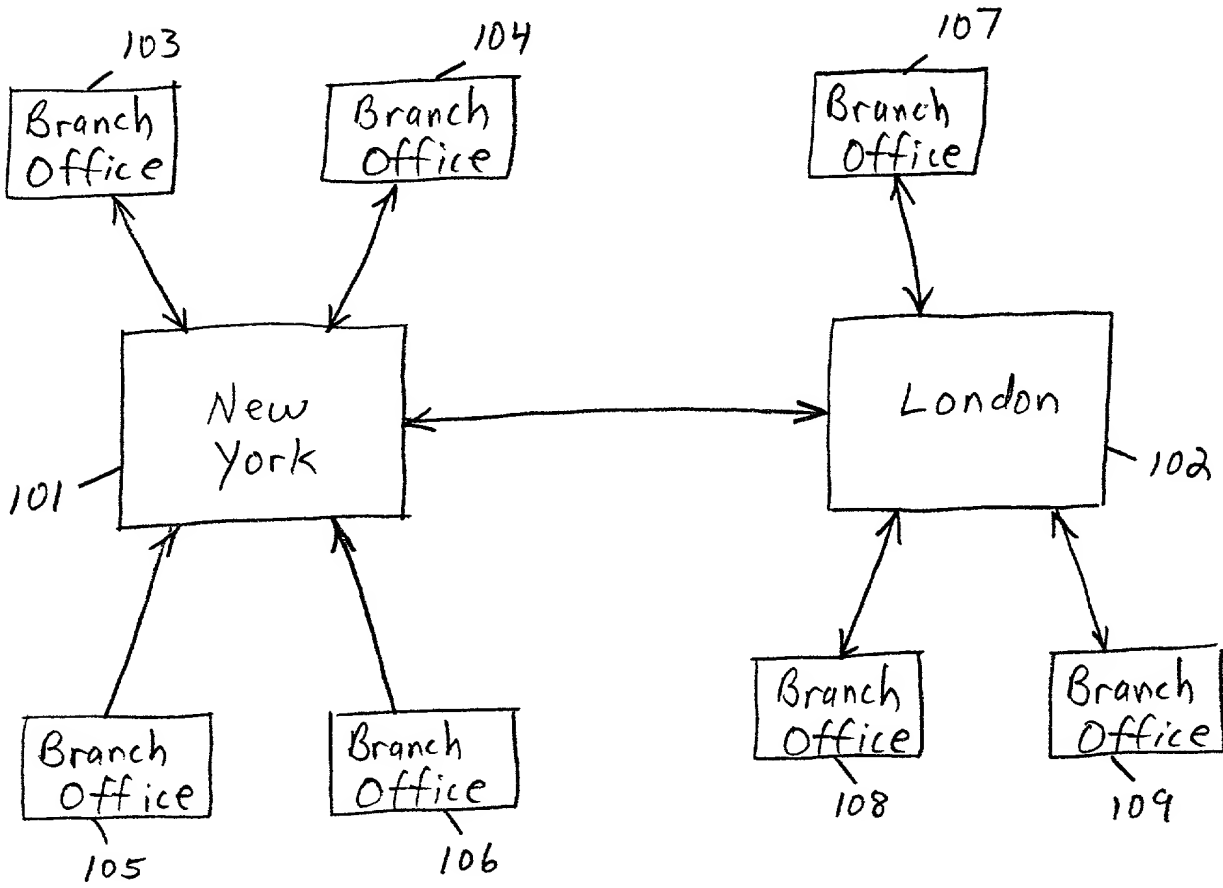 103
104
107
Branch
Office
Branch
Office
Branch
Office
New
York
London
101
102
Branch
Office
Branch
Office
Branch
Office
Branch
Office
108
109
105
106